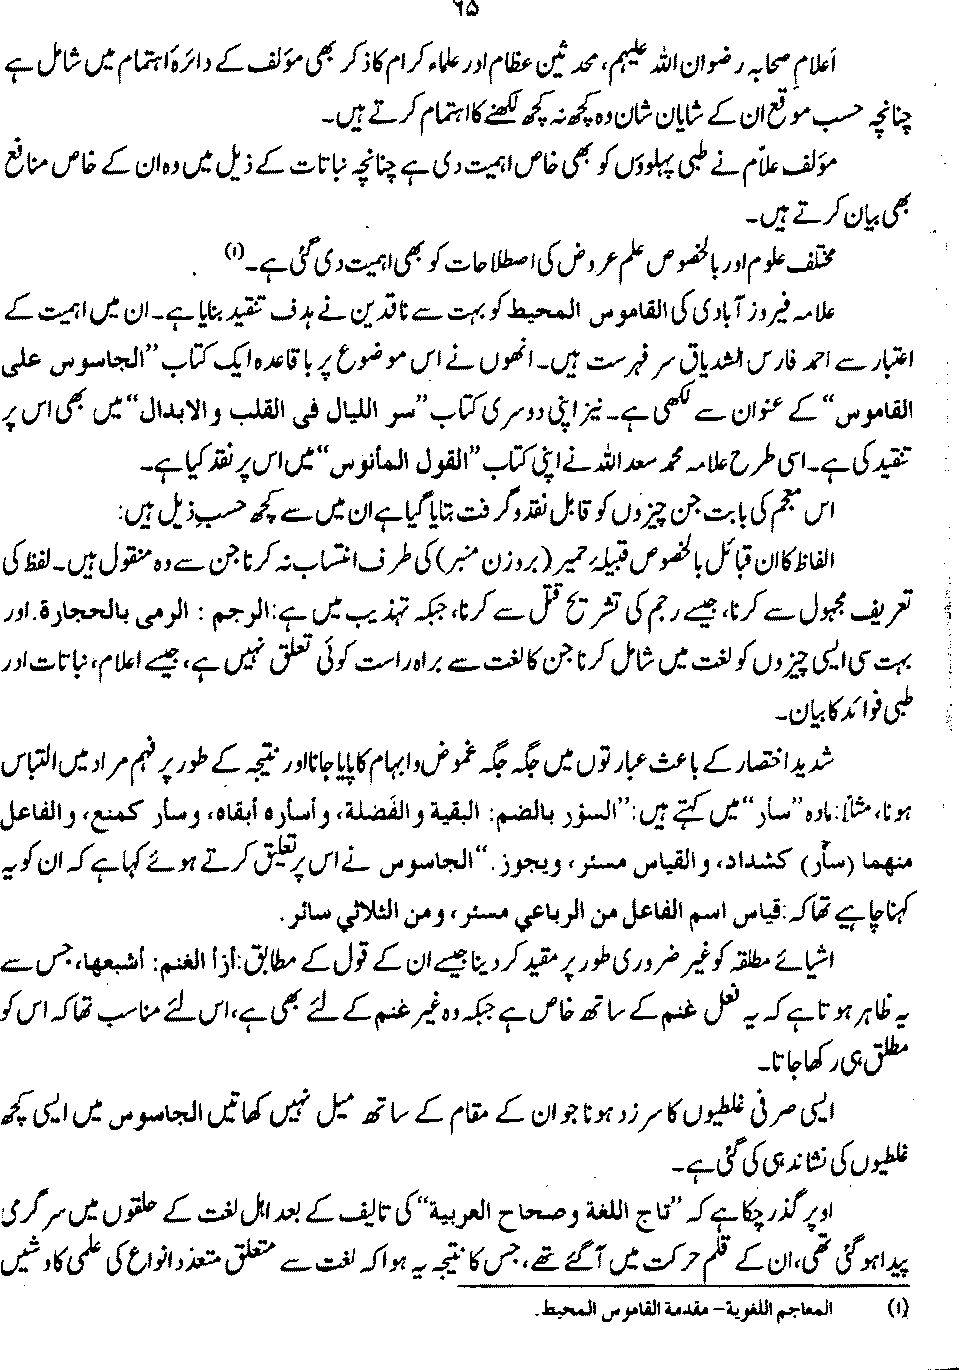 ٦٥
أعلامِ صحابہ رضوان اللہ علیہم، محدثین عظام اور علماء کرام کا ذکر بھی مؤلف کے دائرہ اہتمام میں شامل ہے
چنانچہ حسب موقع ان کے شایان شان وہ کچھ نہ کچھ لکھنے کا اہتمام کرتے ہیں۔
مؤلف علاّم نے طبی پہلوؤں کو بھی خاص اہمیت دی ہے چنانچہ نباتات کے ذیل میں وہ ان کے خاص منافع
بھی بیان کرتے ہیں۔
مختلف علوم اور بالخصوص علم عروض کی اصطلاحات کو بھی اہمیت دی گئی ہے۔(۱)
علامہ فیروزآبادی کی القاموس المحیط کو بہت سے ناقدین نے ہدف تنقید بنایا ہے۔ ان میں اہمیت کے
اعتبار سے احمد فارس الشدیاق سرفہرست ہیں۔ انھوں نے اس موضوع پر باقاعدہ ایک کتاب "الجاسوس علی
القاموس" کے عنوان سے لکھی ہے۔ نیز اپنی دوسری کتاب "سر الليال فی القلب والابدال" میں بھی اس پر
تنقید کی ہے۔ اسی طرح علامہ محمد سعد اللہ نے اپنی کتاب "القول المأنوس" میں اس پر نقد کیا ہے۔
اس معجم کی بابت جن چیزوں کو قابل نقد و گرفت بتایا گیا ہے ان میں سے کچھ حسبِ ذیل ہیں:
الفاظ کا ان قبائل بالخصوص قبیلۂ حمیر (بروزن منبر) کی طرف انتساب نہ کرنا جن سے وہ منقول ہیں۔ لفظ کی
تعریف مجہول سے کرنا، جیسے رجم کی تشریح قتل سے کرنا، جبکہ تہذیب میں ہے: الرجم : الرمی بالحجارة. اور
بہت سی ایسی چیزوں کو لغت میں شامل کرنا جن کا لغت سے براہ راست کوئی تعلق نہیں ہے، جیسے اعلام، نباتات اور
طبی فوائد کا بیان۔
شدید اختصار کے باعث عبارتوں میں جگہ جگہ غموض و ابہام کا پایا جانا اور نتیجہ کے طور پر فہم مراد میں التباس
ہونا، مثلاً: مادہ "سأر" میں کہتے ہیں: "السؤر بالضم: البقية والفَضلة، وأسأره أبقاه، وسأر كمنع، والفاعل
منهما (سأّر) كشداد، والقياس مسئر، ويجوز." الجاسوس نے اس پر تعلیق کرتے ہوئے کہا ہے کہ ان کو یہ
کہنا چاہے تھا کہ: قياس اسم الفاعل من الرباعي مسئر، ومن الثلاثي سائر.
اشیائے مطلقہ کو غیر ضروری طور پر مقید کردینا جیسے ان کے قول کے مطابق: أزأ الغنم: أشبعها، جس سے
یہ ظاہر ہوتا ہے کہ یہ فعل غنم کے ساتھ خاص ہے جبکہ وہ غیر غنم کے لئے بھی ہے، اس لئے مناسب تھا کہ اس کو
مطلق ہی رکھا جاتا۔
ایسی صرفی غلطیوں کا سرزد ہونا جو ان کے مقام کے ساتھ میل نہیں کھاتیں الجاسوس میں ایسی کچھ
غلطیوں کی نشاندہی کی گئی ہے۔
اوپر گذر چکا ہے کہ "تاج اللغة وصحاح العربية" کی تالیف کے بعد اہل لغت کے حلقوں میں سرگرمی
پیدا ہو گئی تھی، ان کے قلم حرکت میں آگئے تھے، جس کا نتیجہ یہ ہوا کہ لغت سے متعلق متعدد انواع کی علمی کاوشیں
(۱) المعاجم اللغوية – مقدمة القاموس المحيط.